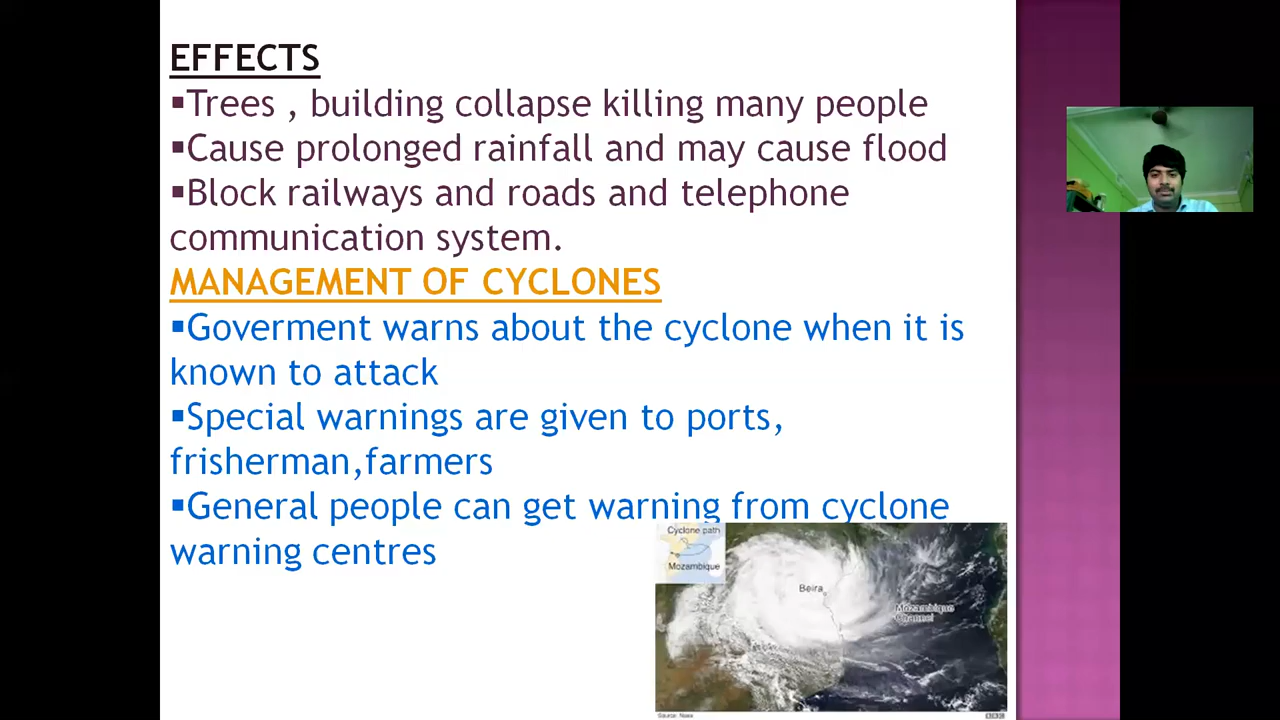 EFFECTS
▪Trees , building collapse killing many people
▪Cause prolonged rainfall and may cause flood
▪Block railways and roads and telephone
communication system.
MANAGEMENT OF CYCLONES
▪Goverment warns about the cyclone when it is
known to attack
▪Special warnings are given to ports,
frisherman,farmers
▪General people can get warning from cyclone
warning centres
Cyclone path
Mozambique
Beira
Mozambique
Channel
Source: Noaa
BBC